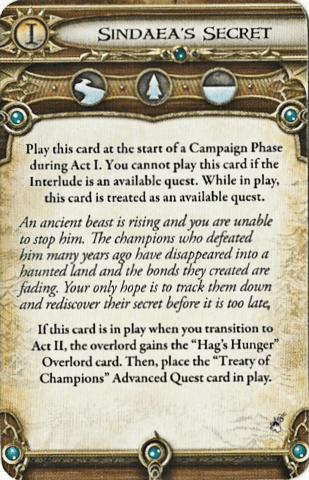 I
SINDAEA'S SECRET
Play this card at the start of a Campaign Phase
during Act I. You cannot play this card if the
Interlude is an available quest. While in play,
this card is treated as an available quest.
An ancient beast is rising and you are unable
to stop him. The champions who defeated
him many years ago have disappeared into a
haunted land and the bonds they created are
fading. Your only hope is to track them down
and rediscover their secret before it is too late.
If this card is in play when you transition to
Act II, the overlord gains the “Hag's Hunger”
Overlord card. Then, place the “Treaty of
Champions” Advanced Quest card in play.